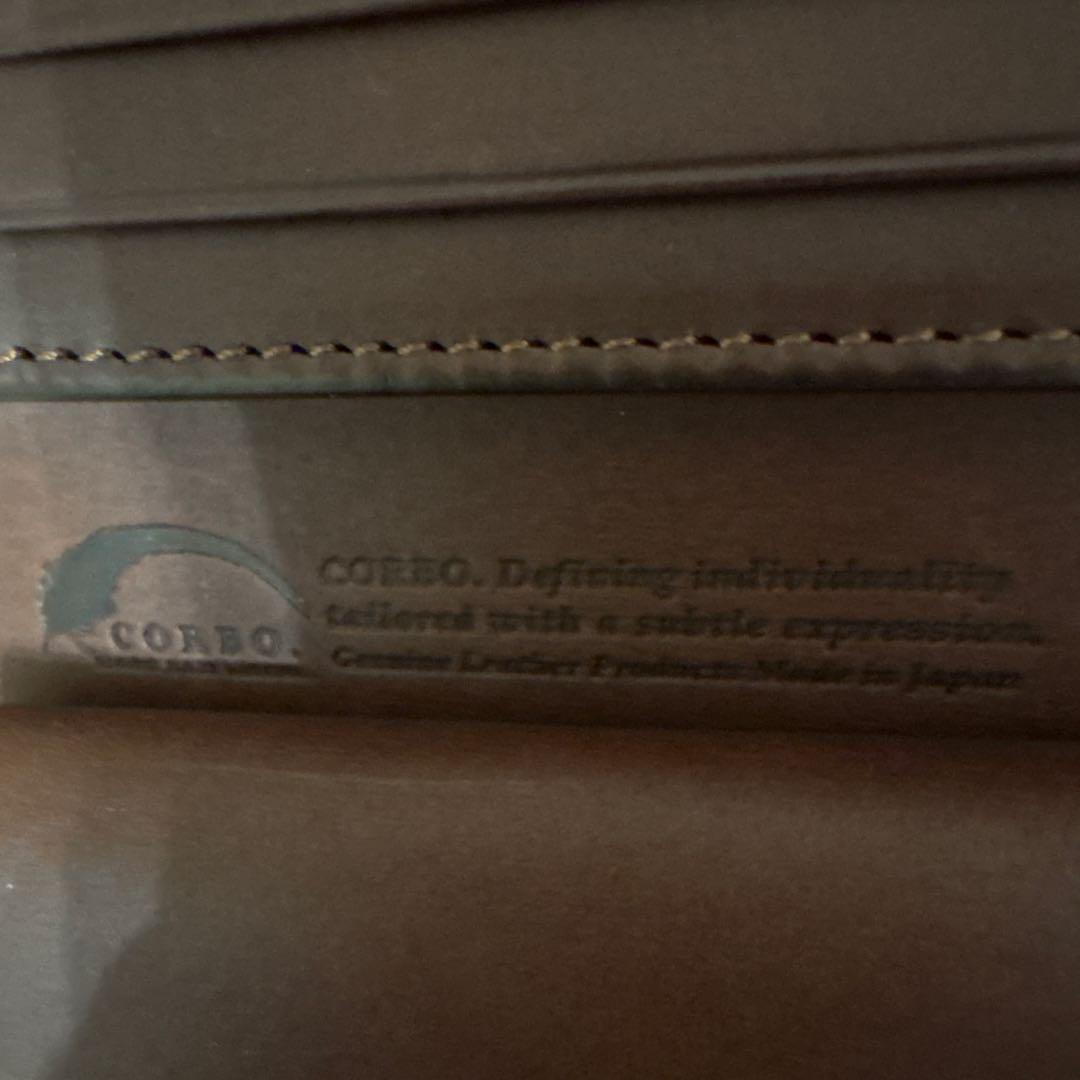 CORBO.
CORBO. Defining individuality
tailored with a subtle expression.
Genuine Leather Products Made in Japan